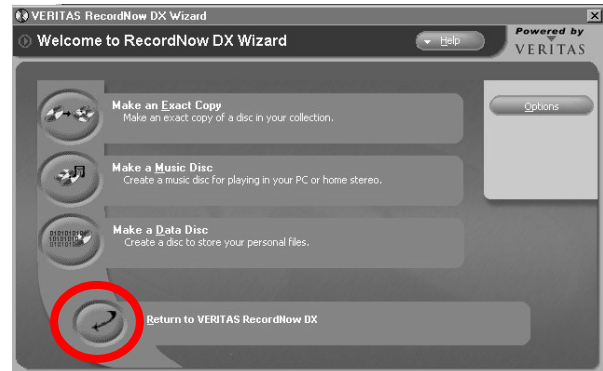 VERITAS RecordNow DX Wizard
Welcome to RecordNow DX Wizard
Help
Powered by
VERITAS
Make an Exact Copy
Make an exact copy of a disc in your collection.
Options
Make a Music Disc
Create a music disc for playing in your PC or home stereo.
Make a Data Disc
Create a disc to store your personal files.
Return to VERITAS RecordNow DX